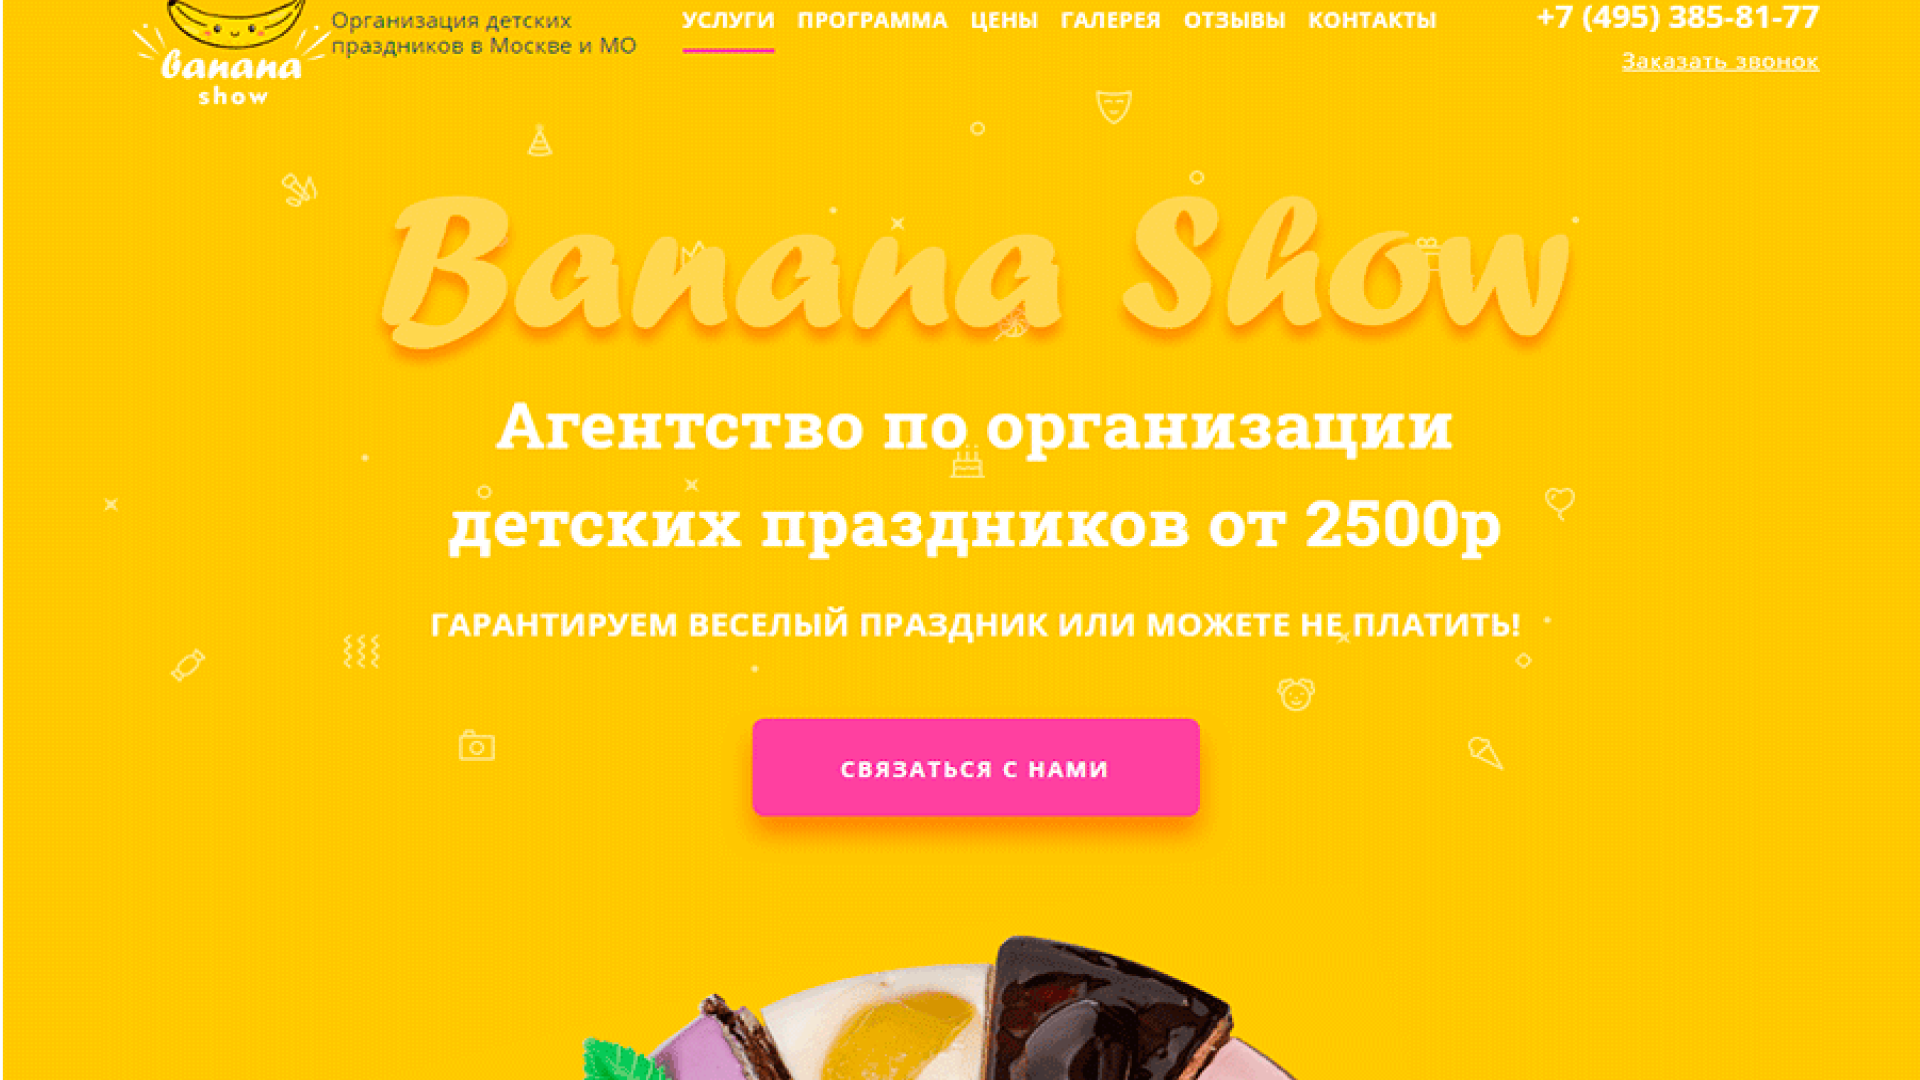 banana
show
Организация детских
праздников в Москве и МО
УСЛУГИ ПРОГРАММА ЦЕНЫ ГАЛЕРЕЯ ОТЗЫВЫ КОНТАКТЫ
+7 (495) 385-81-77
Заказать звонок
Banana Show
Агентство по организации
детских праздников от 2500р
ГАРАНТИРУЕМ ВЕСЕЛЫЙ ПРАЗДНИК ИЛИ МОЖЕТЕ НЕ ПЛАТИТЬ!
СВЯЗАТЬСЯ С НАМИ